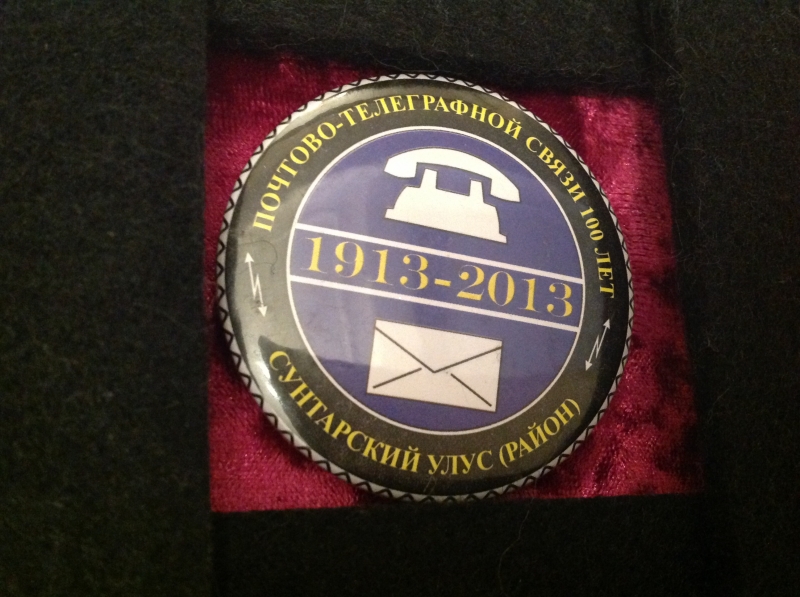 ПОЧТОВО-ТЕЛЕГРАФНОЙ СВЯЗИ 100 ЛЕТ
1913-2013
СУНТАРСКИЙ УЛУС (РАЙОН)